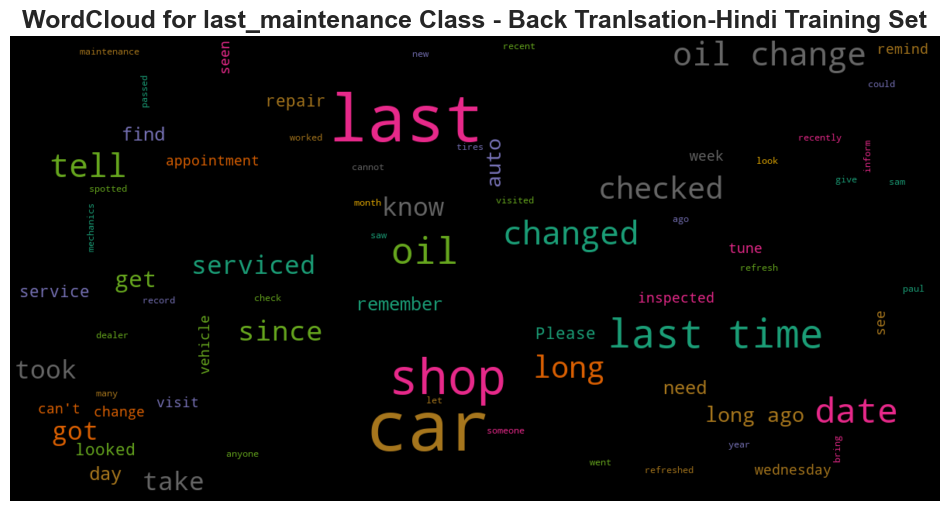 WordCloud for last_maintenance Class - Back Tranlsation-Hindi Training Set
maintenance
seen
new
recent
oil change
remind
passed
could
repair
last
find
worked
tires
auto
recently
inform
tell
appointment
cannot
week
look
spotted
give
sam
checked
month
know
visited
mechanics
saw
changed
ago
oil
tune
serviced
refresh
get
service
record
check
remember
inspected
paul
dealer
vehicle
since
Please
last time
see
took
shop
long
need
many
let
can't
change
visit
car
long ago
date
got
someone
year
bring
looked
anyone
went
day
take
refreshed
wednesday